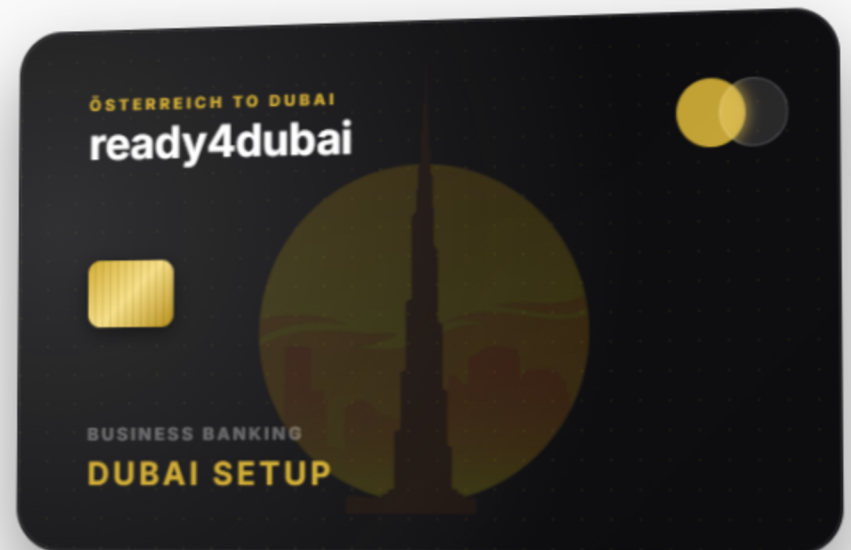 ÖSTERREICH TO DUBAI
ready4dubai
BUSINESS BANKING
DUBAI SETUP